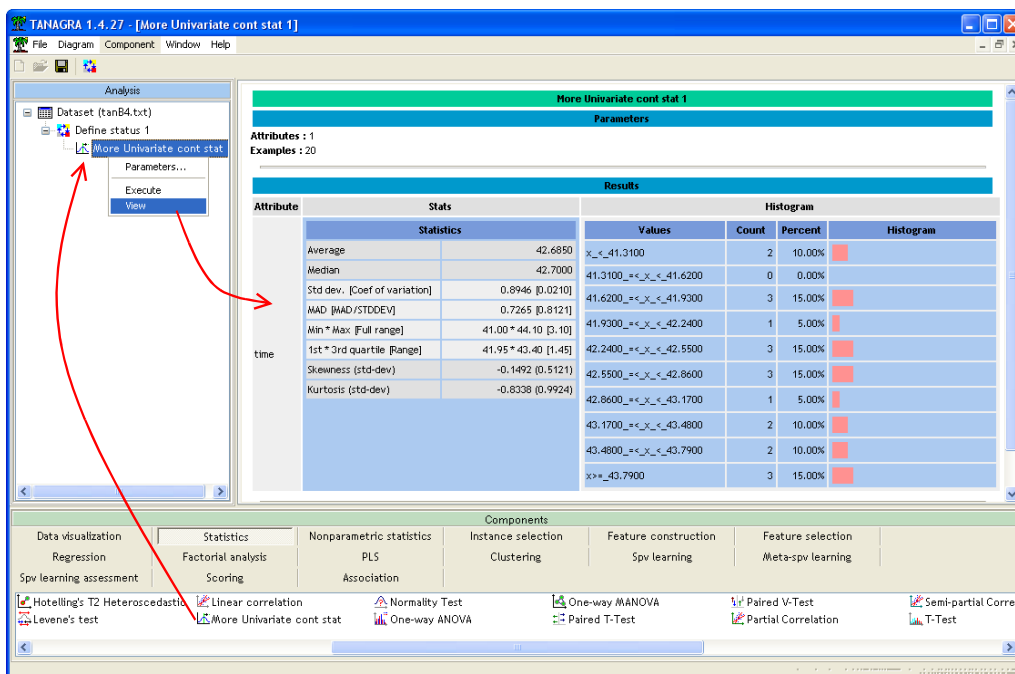 TANAGRA 1.4.27 - [More Univariate cont stat 1]
File Diagram Component Window Help
Analysis
Dataset (tanB4.txt)
Define status 1
More Univariate cont stat
Parameters...
Execute
View
More Univariate cont stat 1
Parameters
Attributes : 1
Examples : 20
Results
Attribute Stats Histogram
time
Statistics
Average 42.6850
Median 42.7000
Std dev. [Coef of variation] 0.8946 [0.0210]
MAD [MAD/STDDEV] 0.7265 [0.8121]
Min * Max [Full range] 41.00 * 44.10 [3.10]
1st * 3rd quartile [Range] 41.95 * 43.40 [1.45]
Skewness (std-dev) -0.1492 (0.5121)
Kurtosis (std-dev) -0.8338 (0.9924)
Values Count Percent Histogram
x_<_41.3100 2 10.00%
41.3100_=<_x_<_41.6200 0 0.00%
41.6200_=<_x_<_41.9300 3 15.00%
41.9300_=<_x_<_42.2400 1 5.00%
42.2400_=<_x_<_42.5500 3 15.00%
42.5500_=<_x_<_42.8600 3 15.00%
42.8600_=<_x_<_43.1700 1 5.00%
43.1700_=<_x_<_43.4800 2 10.00%
43.4800_=<_x_<_43.7900 2 10.00%
x>=_43.7900 3 15.00%
Components
Data visualization Statistics Nonparametric statistics Instance selection Feature construction Feature selection
Regression Factorial analysis PLS Clustering Spv learning Meta-spv learning
Spv learning assessment Scoring Association
Hotelling's T2 Heteroscedastic Linear correlation Normality Test One-way MANOVA Paired V-Test Semi-partial Corre
Levene's test More Univariate cont stat One-way ANOVA Paired T-Test Partial Correlation T-Test